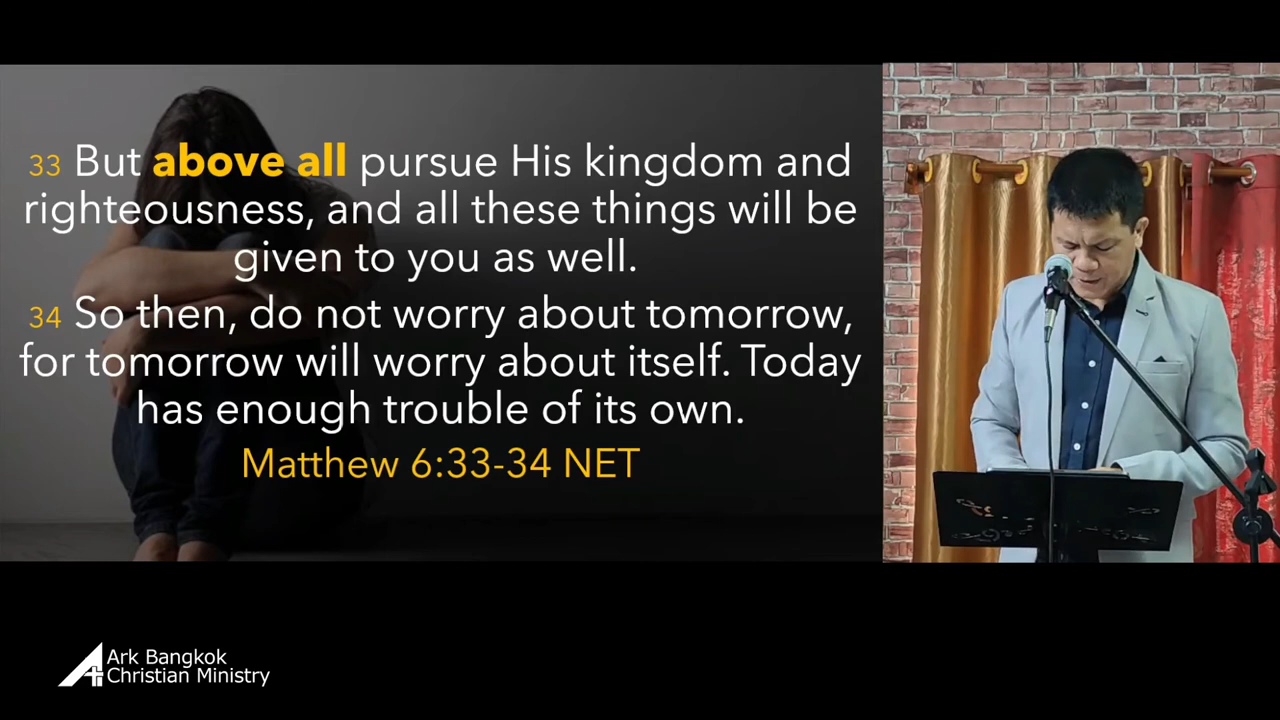 33 But above all pursue His kingdom and
righteousness, and all these things will be
given to you as well.
34 So then, do not worry about tomorrow,
for tomorrow will worry about itself. Today
has enough trouble of its own.
Matthew 6:33-34 NET
Ark Bangkok
Christian Ministry